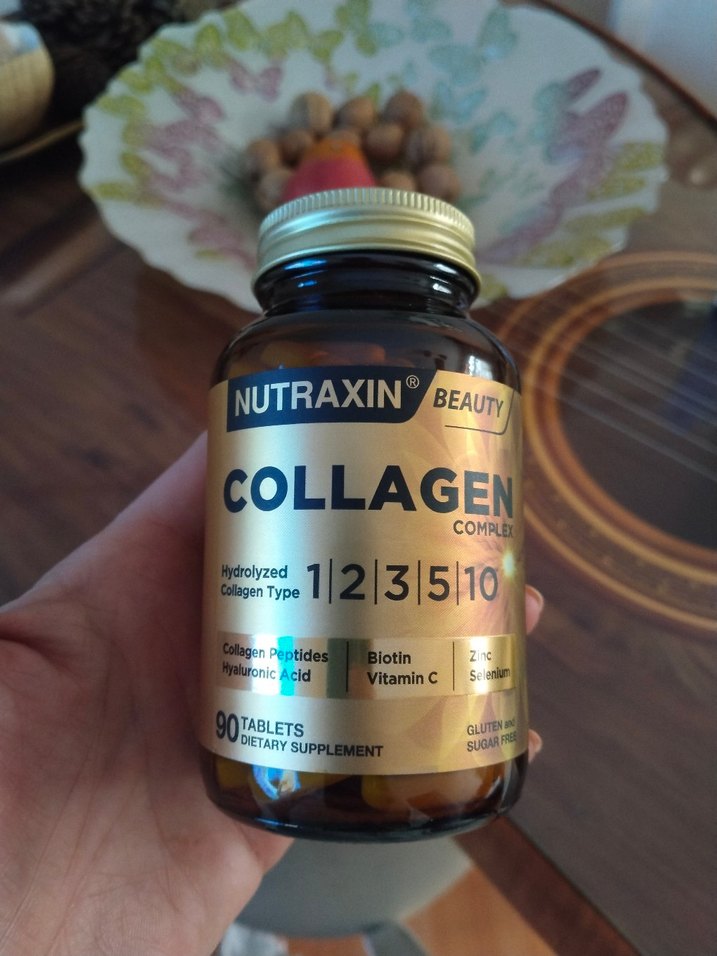 NUTRAXIN® BEAUTY
COLLAGEN
COMPLEX
Hydrolyzed
Collagen Type 1|2|3|5|10
Collagen Peptides
Hyaluronic Acid
Biotin
Vitamin C
Zinc
Selenium
90 TABLETS
DIETARY SUPPLEMENT
GLUTEN and
SUGAR FREE